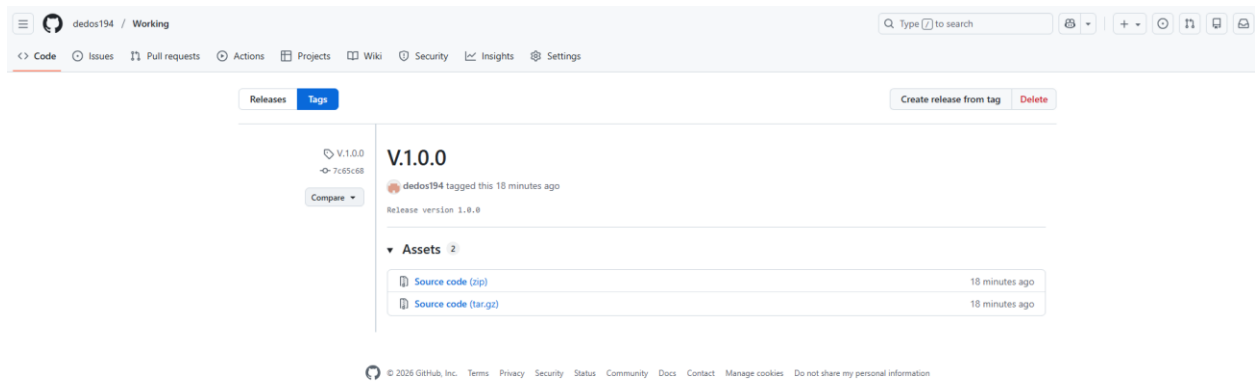 dedos194 / Working
Type / to search
Code Issues Pull requests Actions Projects Wiki Security Insights Settings
Releases Tags
Create release from tag Delete
V.1.0.0
7c65c68
Compare
V.1.0.0
dedos194 tagged this 18 minutes ago
Release version 1.0.0
Assets 2
Source code (zip) 18 minutes ago
Source code (tar.gz) 18 minutes ago
© 2026 GitHub, Inc. Terms Privacy Security Status Community Docs Contact Manage cookies Do not share my personal information